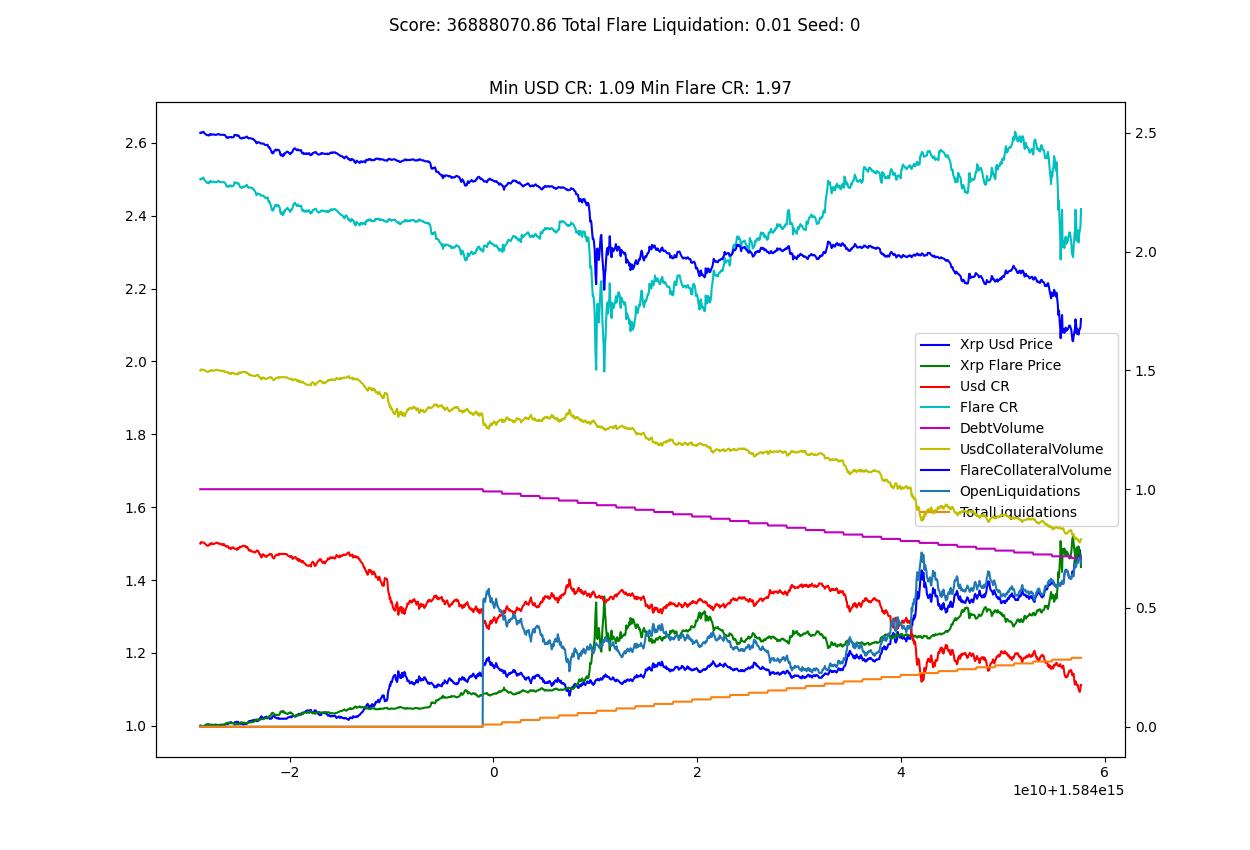 Score: 36888070.86 Total Flare Liquidation: 0.01 Seed: 0
Min USD CR: 1.09 Min Flare CR: 1.97
2.6
2.4
2.2
2.0
1.8
1.6
1.4
1.2
1.0
2.5
2.0
1.5
1.0
0.5
0.0
Xrp Usd Price
Xrp Flare Price
Usd CR
Flare CR
DebtVolume
UsdCollateralVolume
FlareCollateralVolume
OpenLiquidations
TotalLiquidations
−2 0 2 4 6
1e10+1.584e15